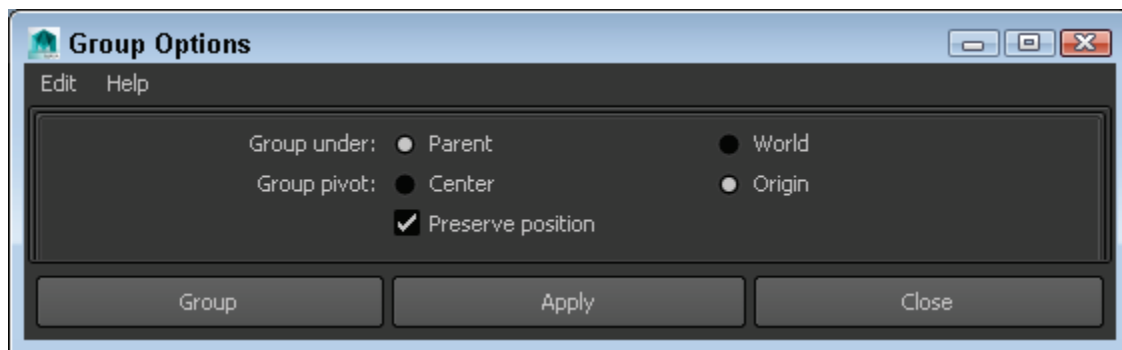 Group Options
Edit Help
Group under: Parent World
Group pivot: Center Origin
Preserve position
Group Apply Close